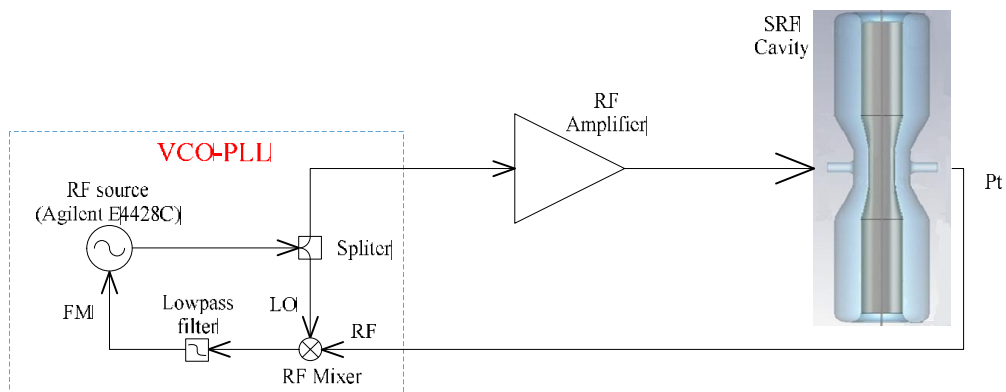 SRF
Cavity
RF
Amplifier
VCO-PLL
RF source
(Agilent E4428C)
Pt
Spliter
FM
Lowpass
filter
LO
RF
RF Mixer